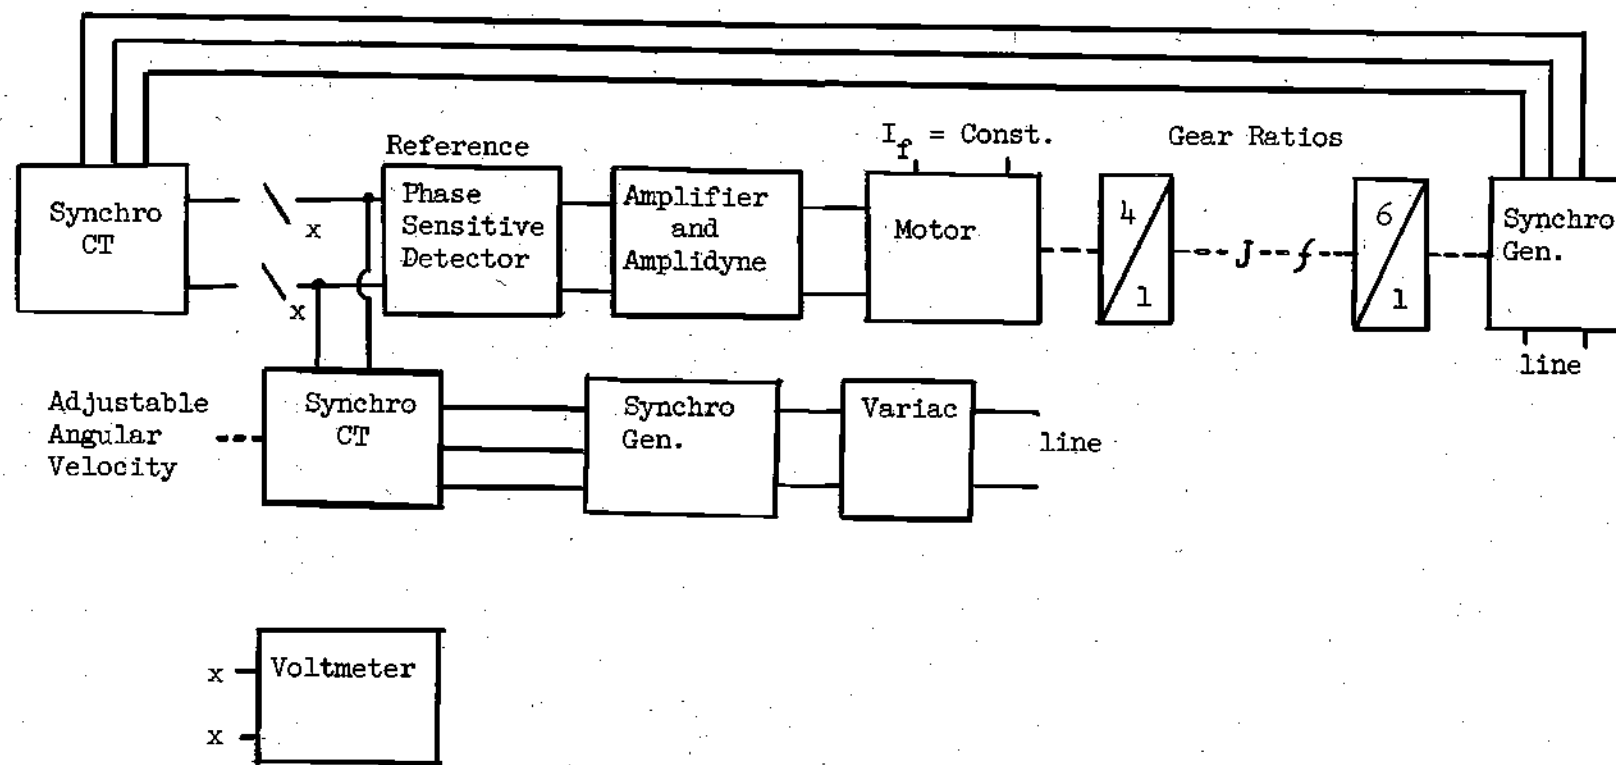 I_f = Const.
Gear Ratios
Reference
Synchro
CT
x
x
Phase
Sensitive
Detector
Amplifier
and
Amplidyne
Motor
4
1
J
f
6
1
Synchro
Gen.
line
Adjustable
Angular
Velocity
Synchro
CT
Synchro
Gen.
Variac
line
x
Voltmeter
x